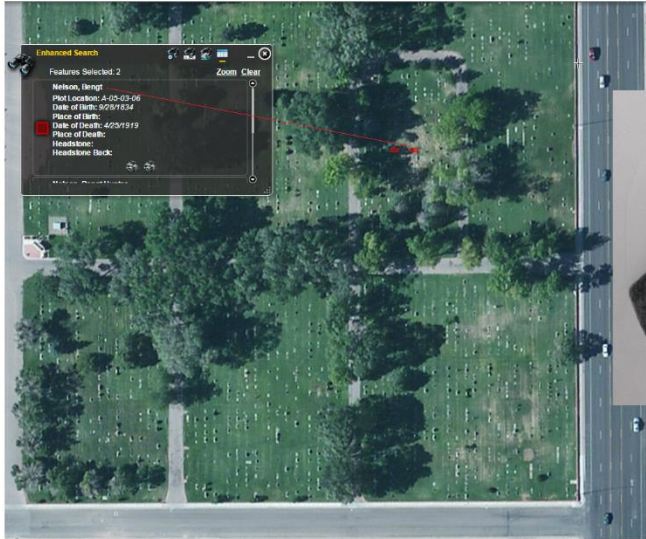 Enhanced Search
Features Selected: 2
Zoom Clear
Nelson, Bengt
Plot Location: A-05-03-06
Date of Birth: 9/28/1834
Place of Birth:
Date of Death: 4/25/1919
Place of Death:
Headstone:
Headstone Back: